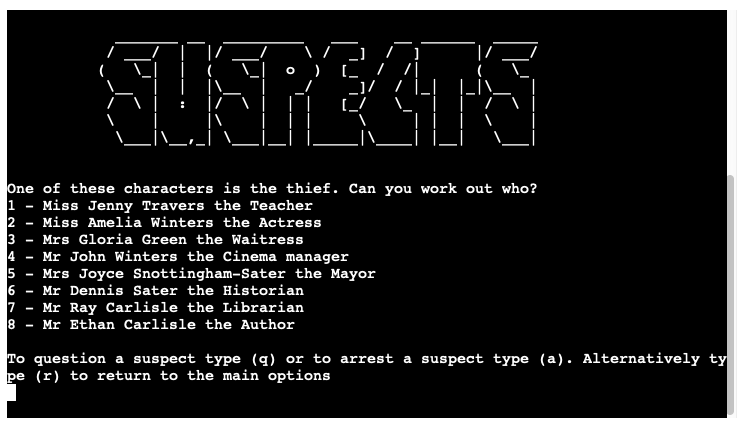 SUSPECTS
One of these characters is the thief. Can you work out who?
1 - Miss Jenny Travers the Teacher
2 - Miss Amelia Winters the Actress
3 - Mrs Gloria Green the Waitress
4 - Mr John Winters the Cinema manager
5 - Mrs Joyce Snottingham-Sater the Mayor
6 - Mr Dennis Sater the Historian
7 - Mr Ray Carlisle the Librarian
8 - Mr Ethan Carlisle the Author
To question a suspect type (q) or to arrest a suspect type (a). Alternatively ty
pe (r) to return to the main options